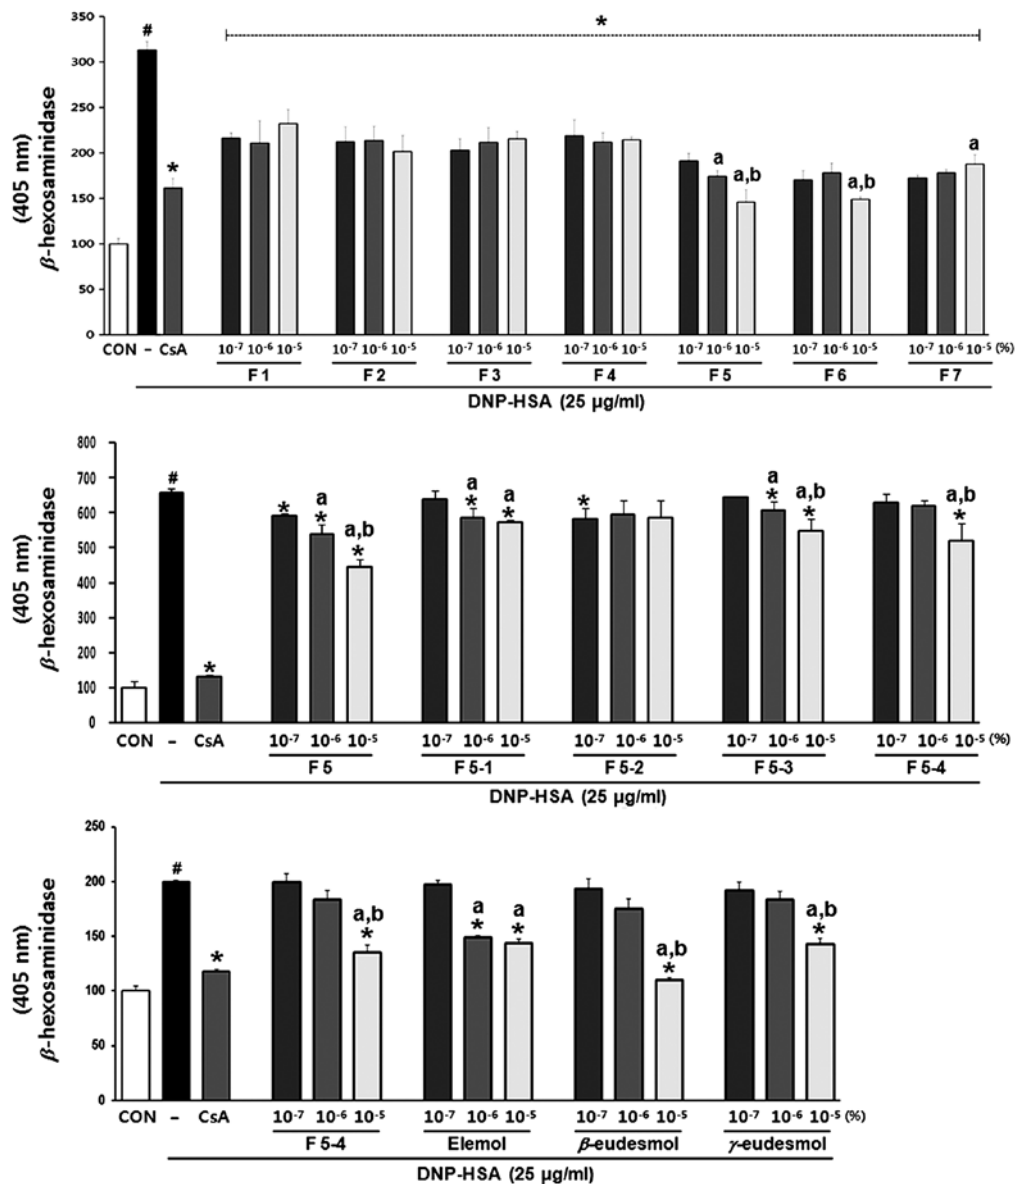 350
300
250
200
150
100
50
0
(405 nm)
β-hexosaminidase
#
*
*
a
a,b
a,b
a
CON – CsA
10⁻⁷ 10⁻⁶ 10⁻⁵ 10⁻⁷ 10⁻⁶ 10⁻⁵ 10⁻⁷ 10⁻⁶ 10⁻⁵ 10⁻⁷ 10⁻⁶ 10⁻⁵ 10⁻⁷ 10⁻⁶ 10⁻⁵ 10⁻⁷ 10⁻⁶ 10⁻⁵ 10⁻⁷ 10⁻⁶ 10⁻⁵ (%)
F 1 F 2 F 3 F 4 F 5 F 6 F 7
DNP-HSA (25 μg/ml)
800
700
600
500
400
300
200
100
0
(405 nm)
β-hexosaminidase
#
*
*
a
*
a,b
*
a
*
a
*
*
a
*
a,b
*
a,b
*
CON – CsA
10⁻⁷ 10⁻⁶ 10⁻⁵ 10⁻⁷ 10⁻⁶ 10⁻⁵ 10⁻⁷ 10⁻⁶ 10⁻⁵ 10⁻⁷ 10⁻⁶ 10⁻⁵ 10⁻⁷ 10⁻⁶ 10⁻⁵ (%)
F 5 F 5-1 F 5-2 F 5-3 F 5-4
DNP-HSA (25 μg/ml)
250
200
150
100
50
0
(405 nm)
β-hexosaminidase
#
*
a,b
*
a
*
a
*
a,b
*
a,b
*
CON – CsA
10⁻⁷ 10⁻⁶ 10⁻⁵ 10⁻⁷ 10⁻⁶ 10⁻⁵ 10⁻⁷ 10⁻⁶ 10⁻⁵ 10⁻⁷ 10⁻⁶ 10⁻⁵ (%)
F 5-4 Elemol β-eudesmol γ-eudesmol
DNP-HSA (25 μg/ml)